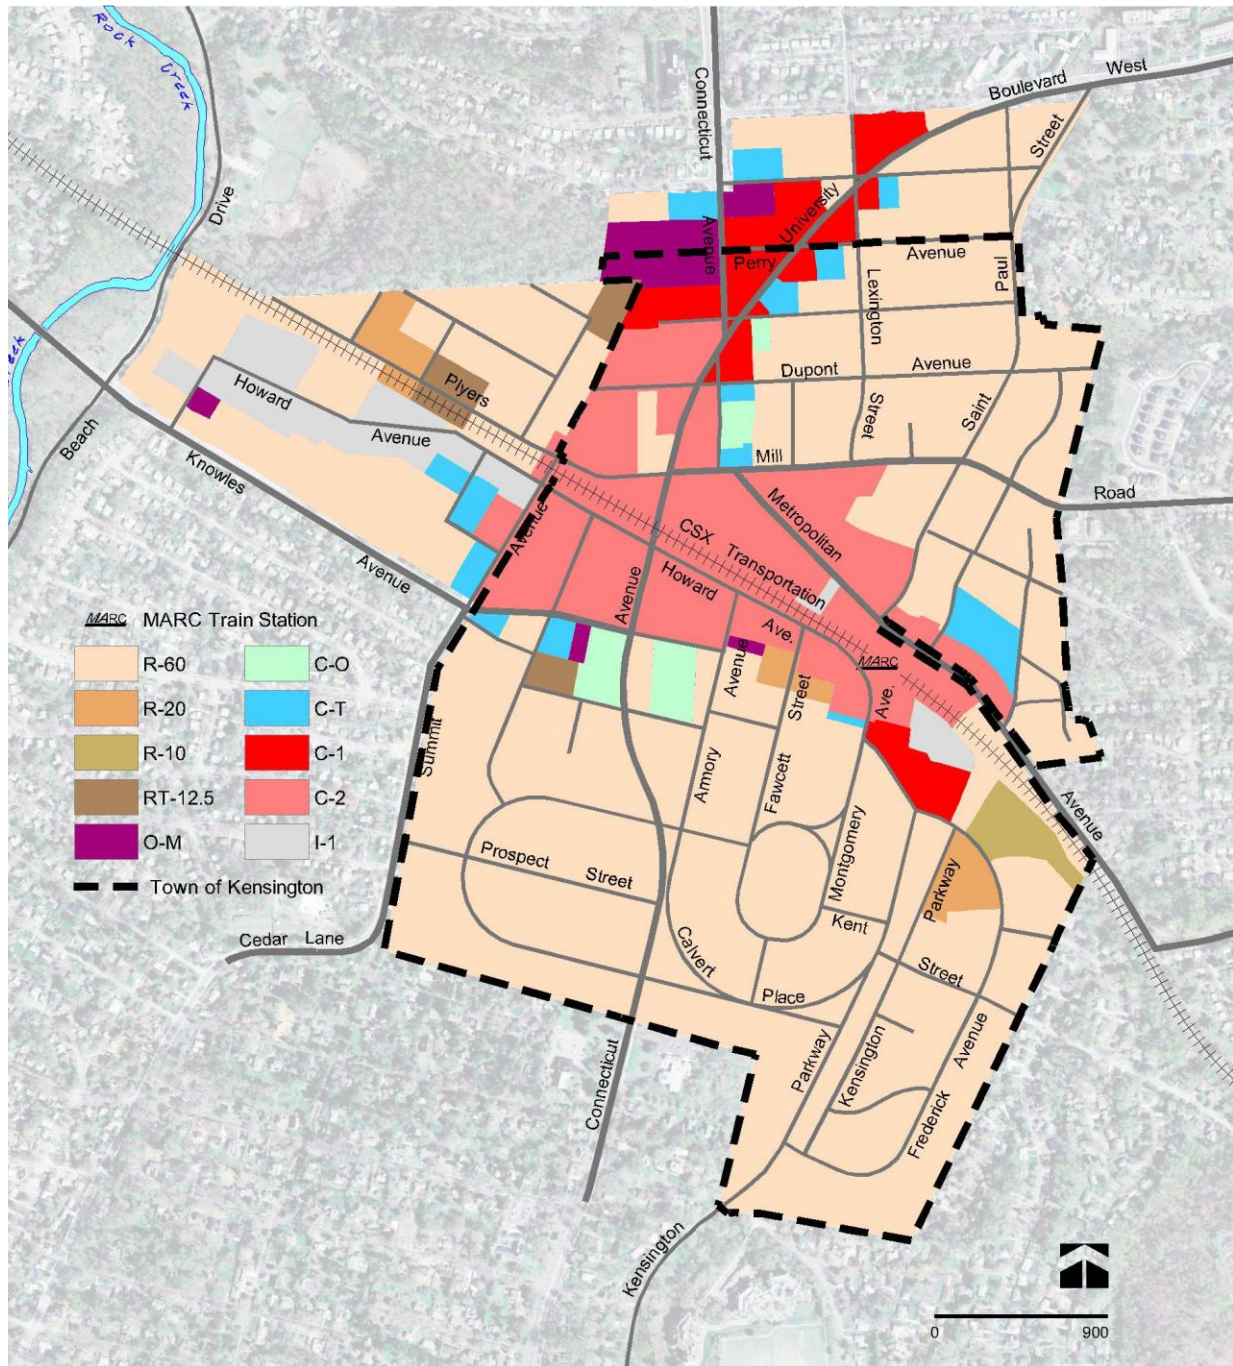 Rock
Creek
Drive
Connecticut
Avenue
Boulevard West
Street
University
Perry
Avenue
Paul
Lexington
Street
Dupont Avenue
Saint
Plyers
Howard
Avenue
Mill
Road
Beach
Knowles
Avenue
Metropolitan
CSX Transportation
Howard
Ave.
Avenue
Avenue
MARC
Ave.
MARC MARC Train Station
R-60 C-O
R-20 C-T
R-10 C-1
RT-12.5 C-2
O-M I-1
Town of Kensington
Summit
Avenue
Armory
Street
Fawcett
Montgomery
Avenue
Prospect Street
Parkway
Kent
Street
Cedar Lane
Calvert
Place
Parkway
Kensington
Avenue
Frederick
Connecticut
Kensington
0 900